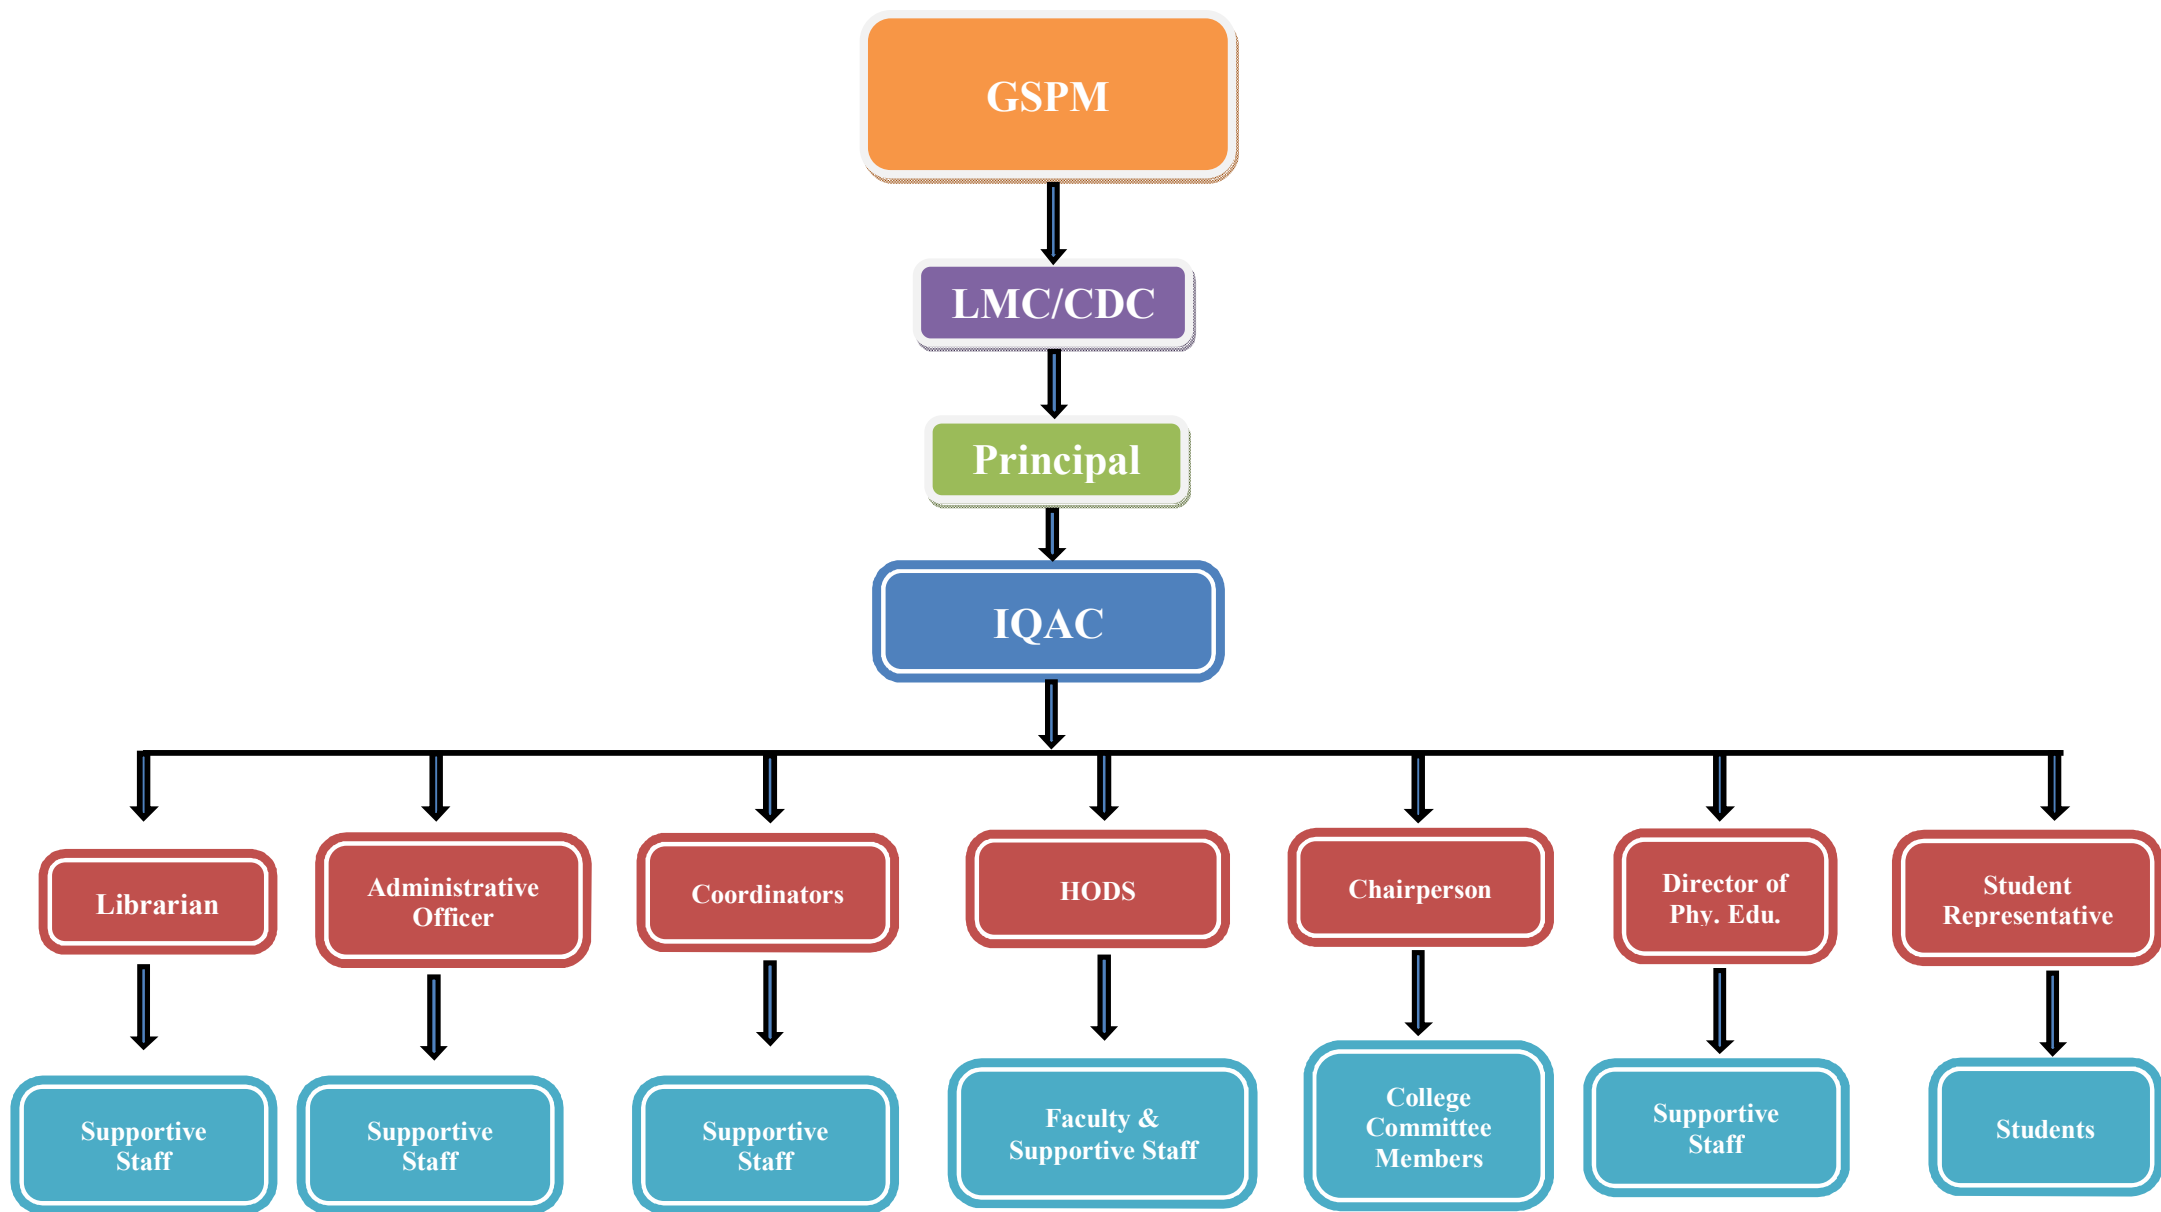 GSPM
LMC/CDC
Principal
IQAC
Librarian
Administrative
Officer
Coordinators
HODS
Chairperson
Director of
Phy. Edu.
Student
Representative
Supportive
Staff
Supportive
Staff
Supportive
Staff
Faculty &
Supportive Staff
College
Committee
Members
Supportive
Staff
Students